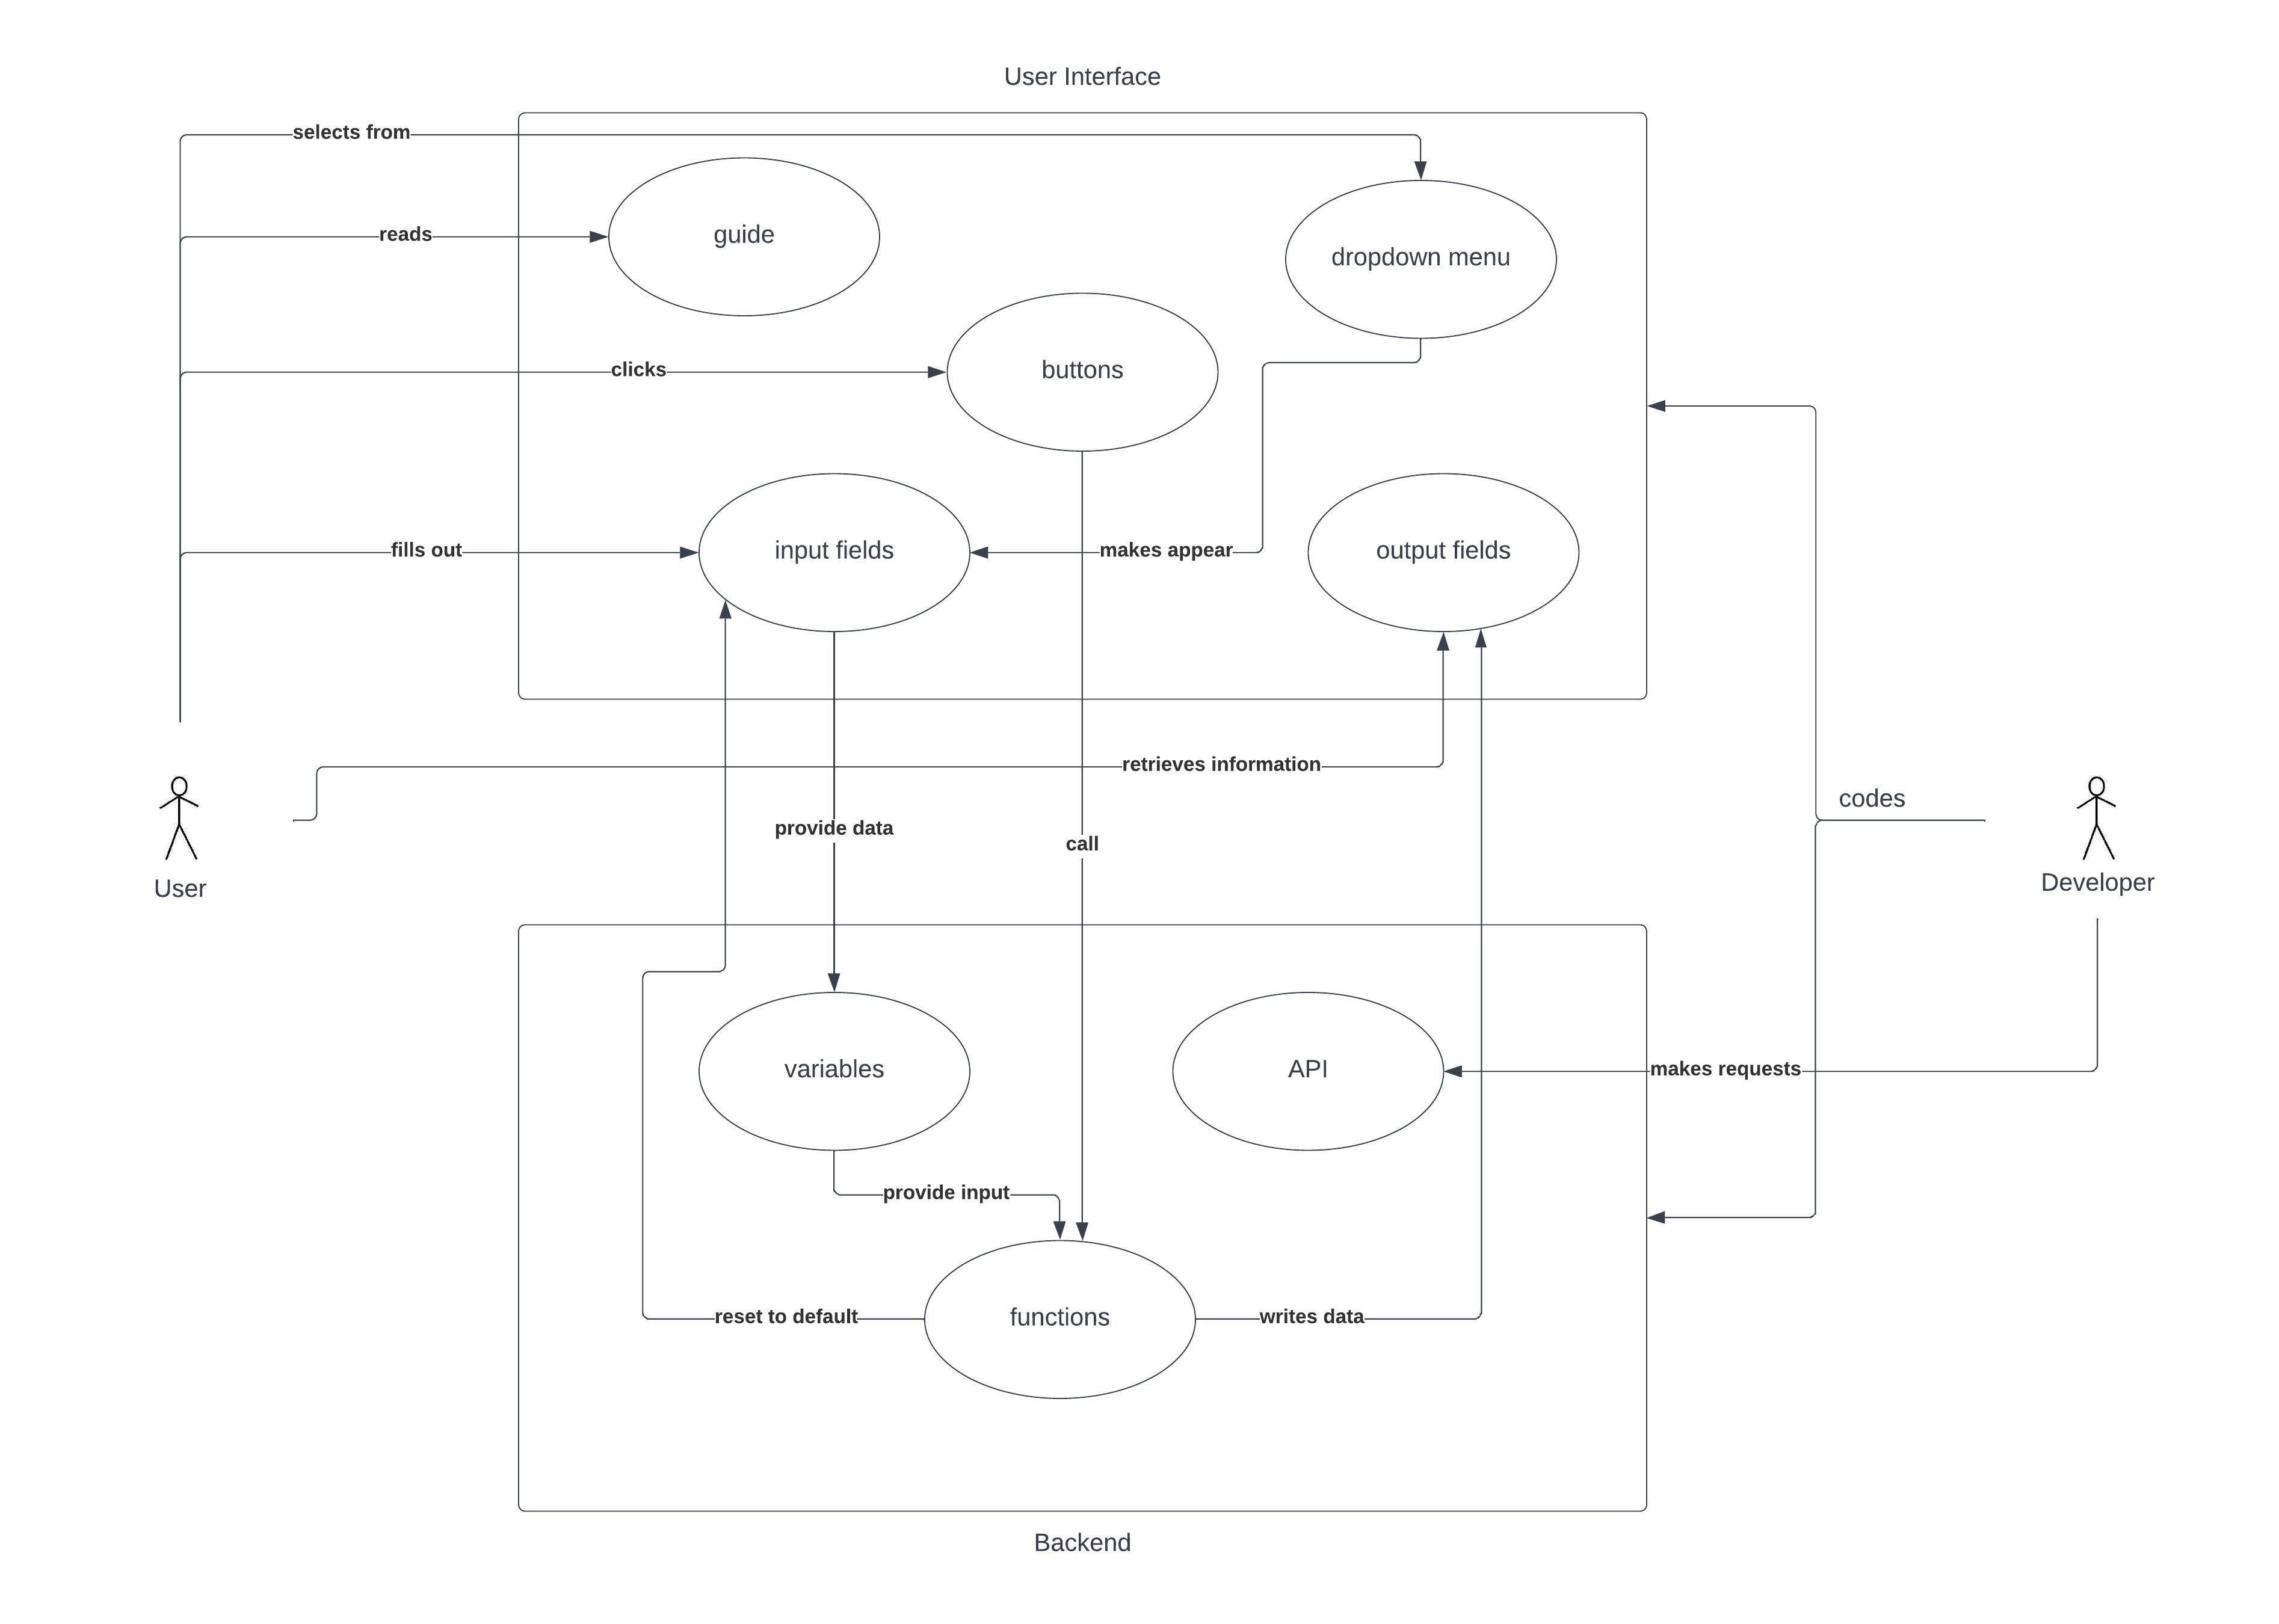 User Interface
selects from
reads
guide
dropdown menu
clicks
buttons
fills out
input fields
makes appear
output fields
retrieves information
codes
provide data
call
User
Developer
variables
API
makes requests
provide input
reset to default
functions
writes data
Backend